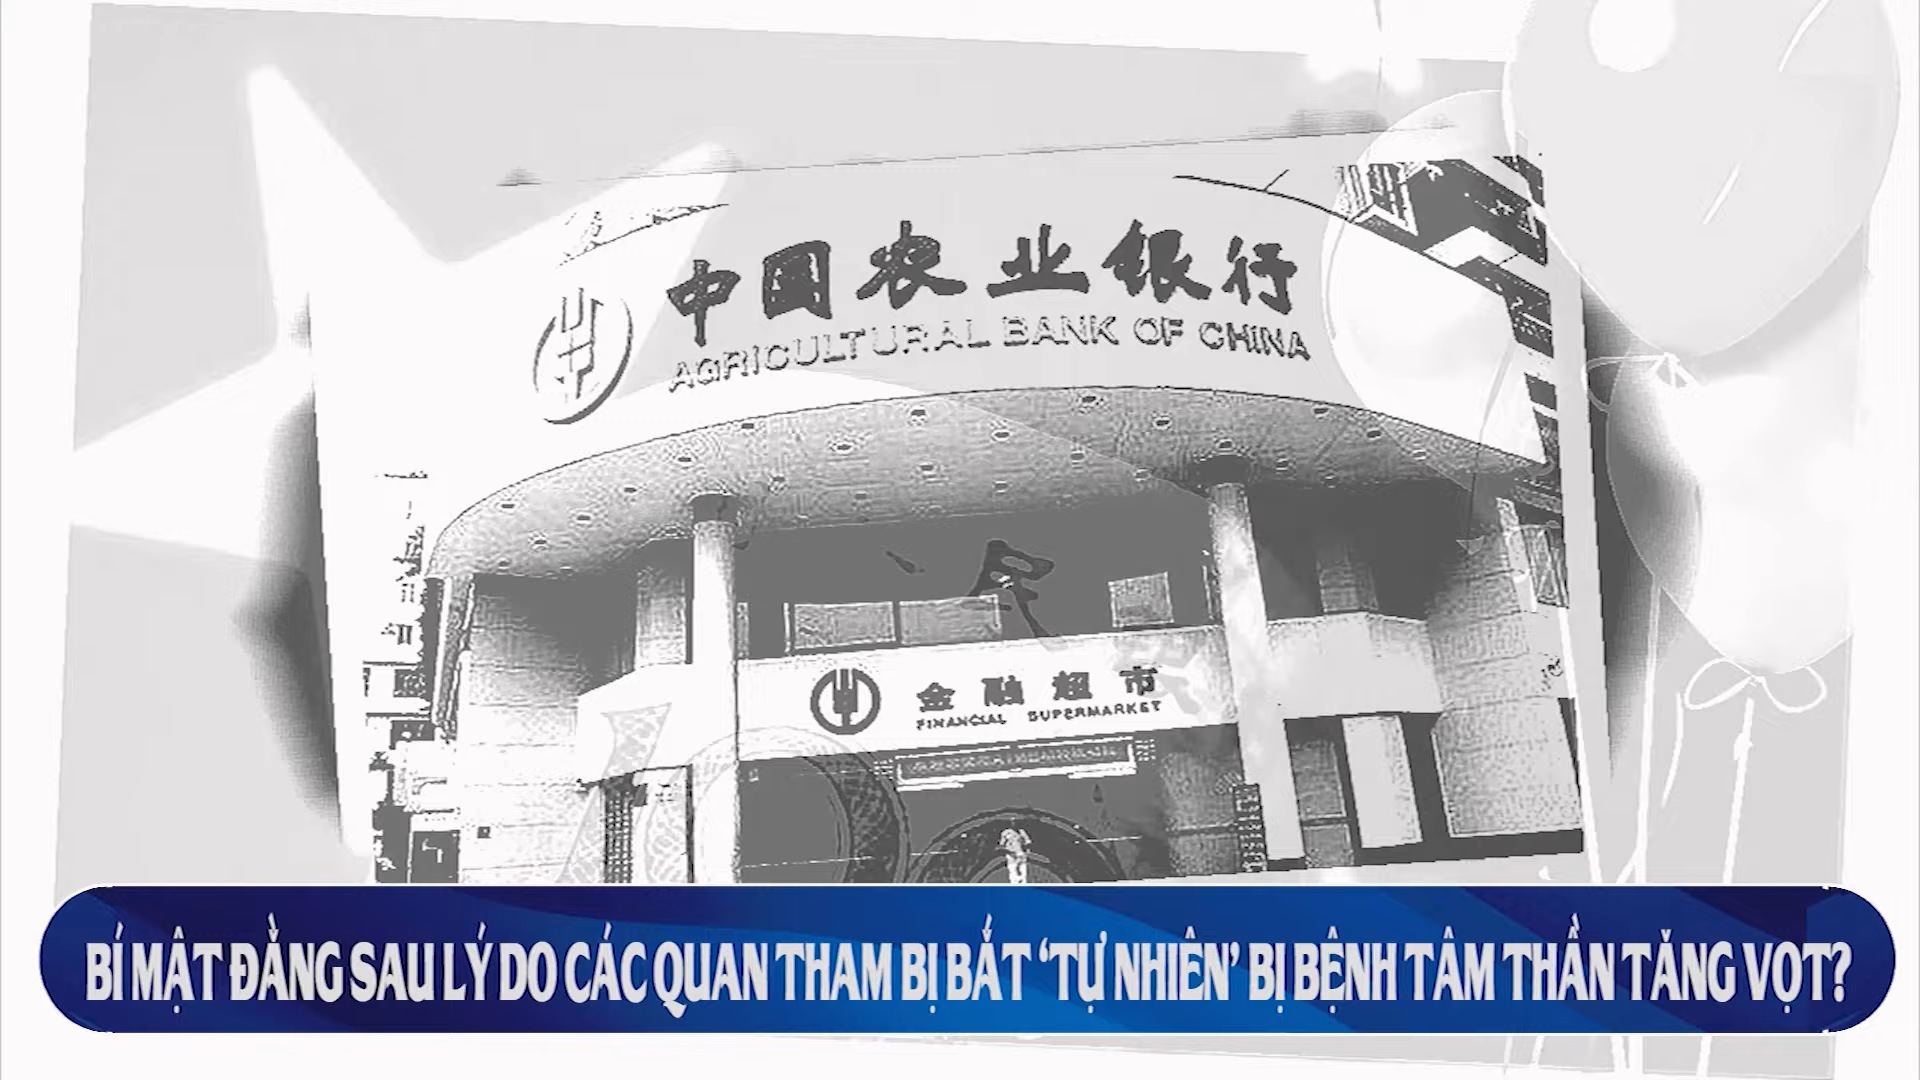 中国农业银行
AGRICULTURAL BANK OF CHINA
金融超市
FINANCIAL SUPERMARKET
BÍ MẬT ĐẰNG SAU LÝ DO CÁC QUAN THAM BỊ BẮT ‘TỰ NHIÊN’ BỊ BỆNH TÂM THẦN TĂNG VỌT?